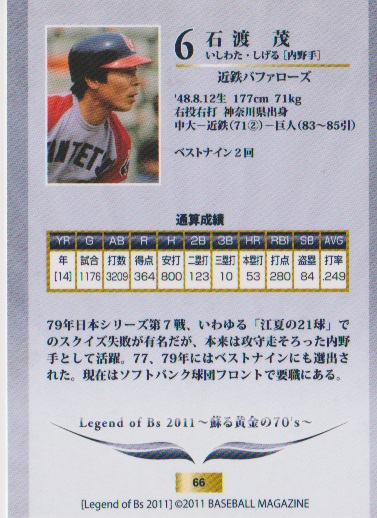 6 石渡 茂
いしわた・しげる [内野手]
近鉄バファローズ
'48.8.12生 177cm 71kg
右投右打 神奈川県出身
中大－近鉄(71②)－巨人(83～85引)
ベストナイン2回
通算成績
YR G AB R H 2B 3B HR RBI SB AVG
年 試合 打数 得点 安打 二塁打 三塁打 本塁打 打点 盗塁 打率
[14] 1176 3209 364 800 123 10 53 280 84 .249
79年日本シリーズ第7戦、いわゆる「江夏の21球」で
のスクイズ失敗が有名だが、本来は攻守走そろった内野
手として活躍。77、79年にはベストナインにも選出さ
れた。現在はソフトバンク球団フロントで要職にある。
Legend of Bs 2011～蘇る黄金の70's～
66
[Legend of Bs 2011] ©2011 BASEBALL MAGAZINE